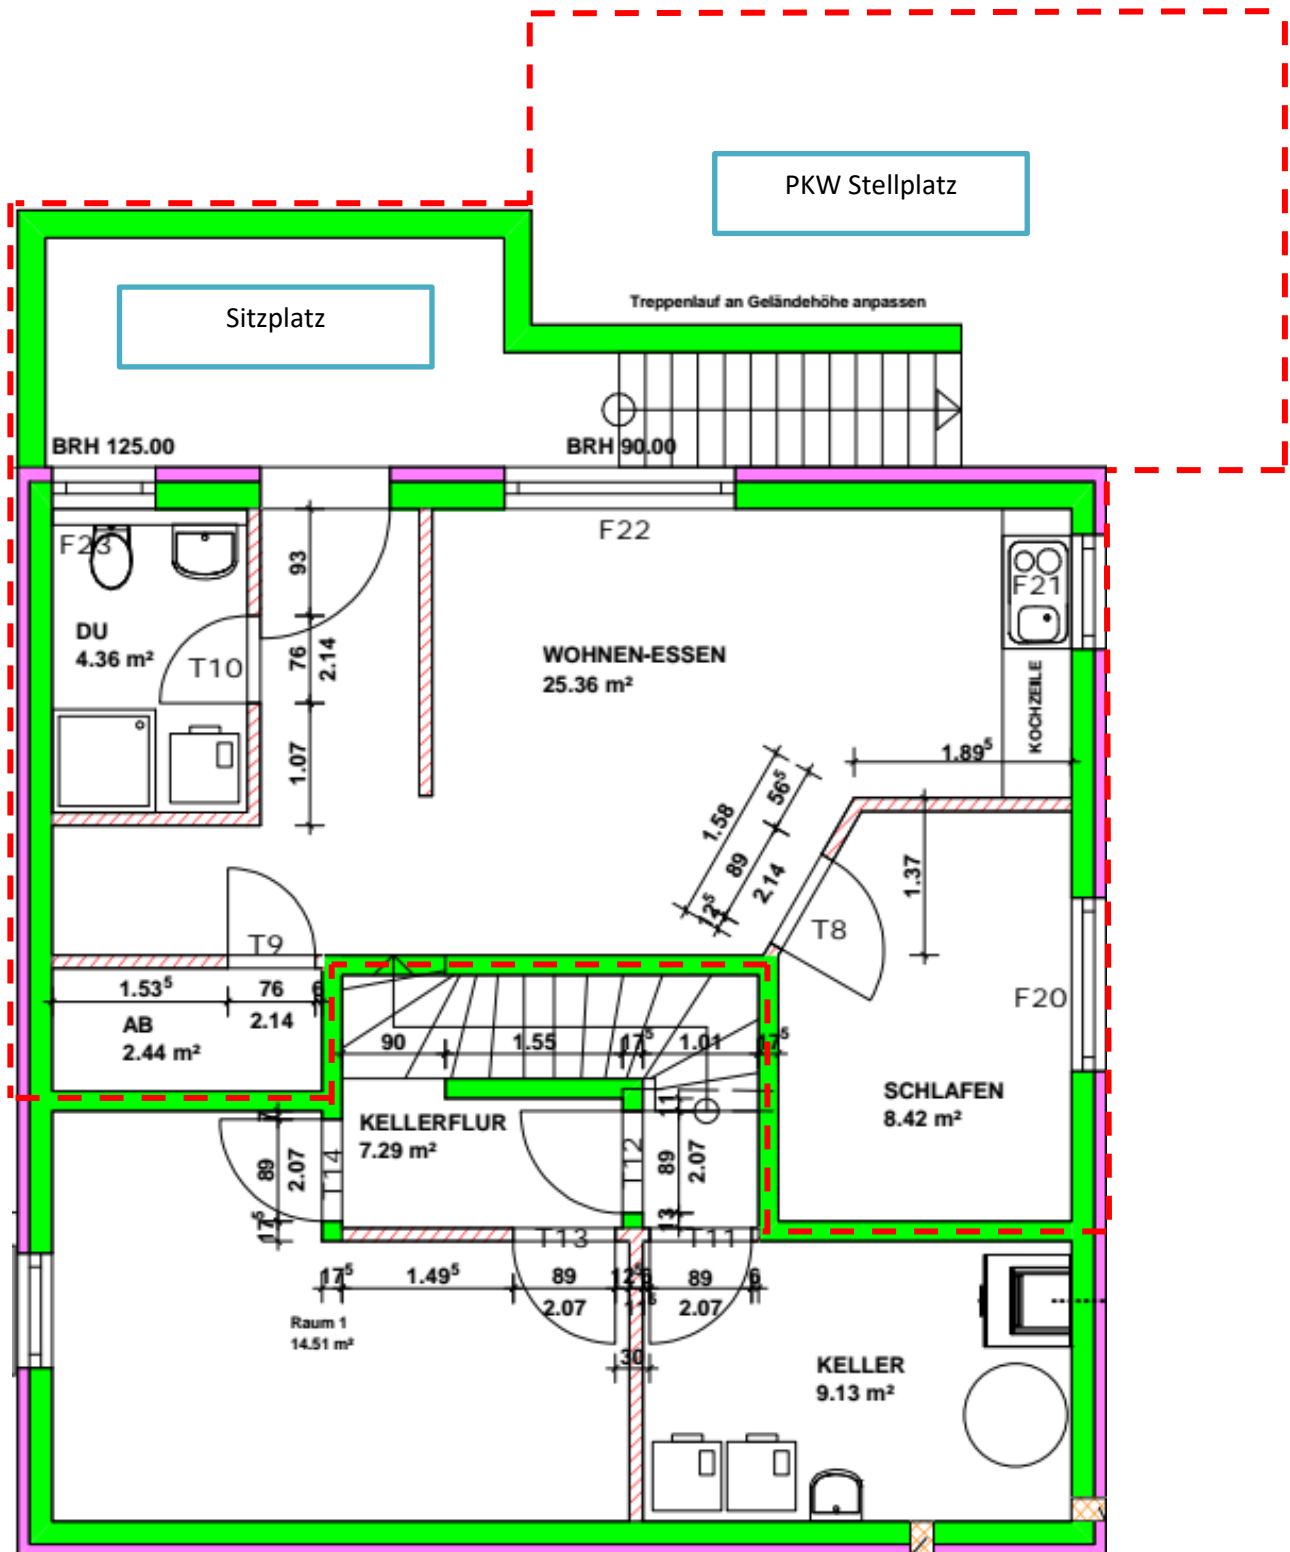 PKW Stellplatz
Treppenlauf an Geländehöhe anpassen
Sitzplatz
BRH 125.00
BRH 90.00
F23
F22
F21
93
DU
4.36 m²
T10
76
2.14
WOHNEN-ESSEN
25.36 m²
KOCHZEILE
1.07
1.89⁵
56⁵
1.58
89
2.14
12⁵
1.37
T8
T9
1.53⁵
76
6
2.14
AB
2.44 m²
F20
90
1.55
17⁵
1.01
17⁵
SCHLAFEN
8.42 m²
KELLERFLUR
7.29 m²
7
89
2.07
T14
17⁵
T12
11
89
2.07
13
T13
T11
17⁵
1.49⁵
89
2.07
12⁵
6
11⁵
89
2.07
6
Raum 1
14.51 m²
30
KELLER
9.13 m²